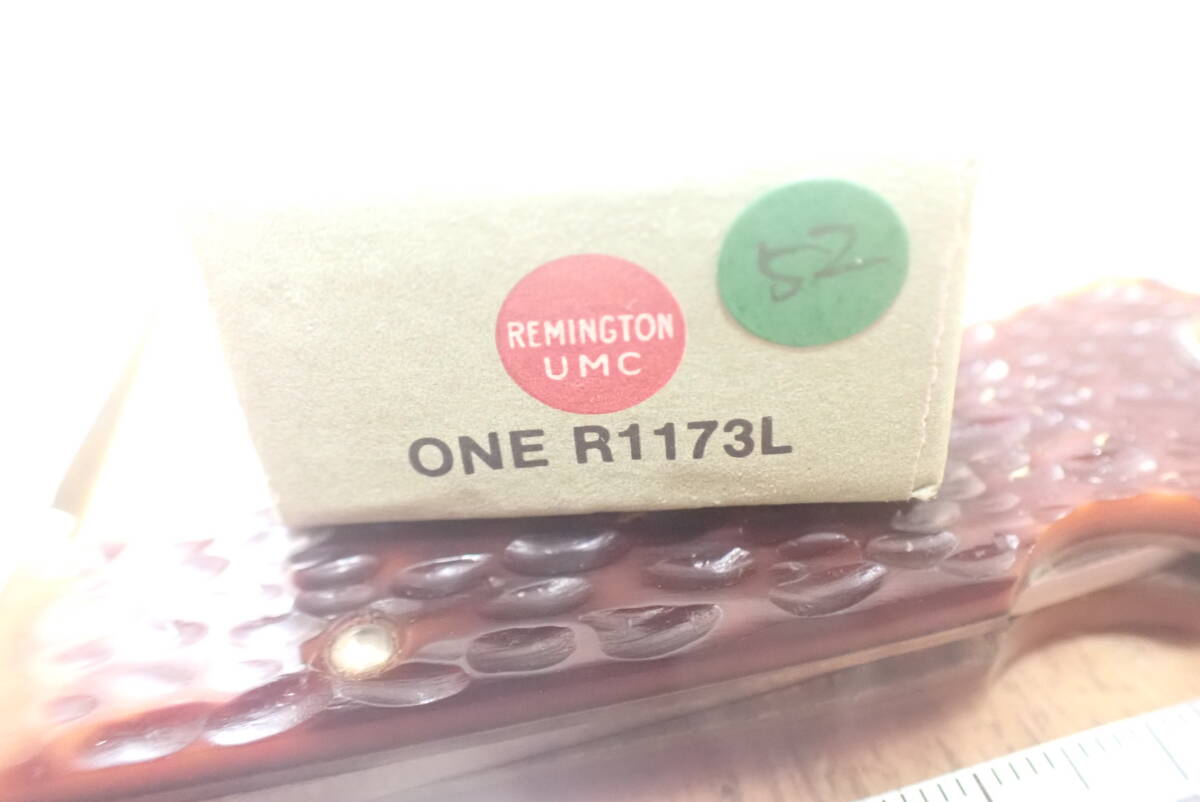 52
REMINGTON
UMC
ONE R1173L